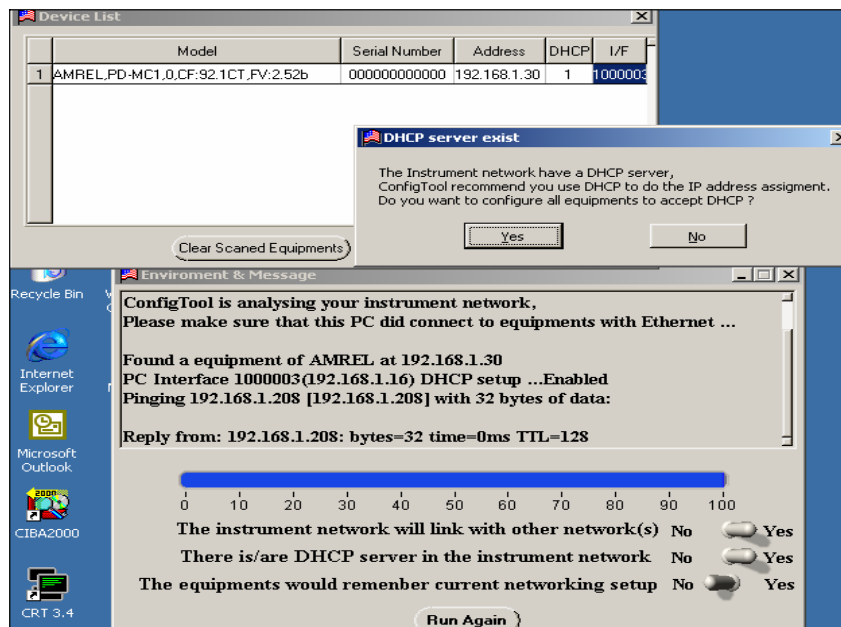 Device List
Model Serial Number Address DHCP I/F
1 AMREL,PD-MC1,0,CF:92.1CT,FV:2.52b 000000000000 192.168.1.30 1 1000003
DHCP server exist
The Instrument network have a DHCP server,
ConfigTool recommend you use DHCP to do the IP address assigment.
Do you want to configure all equipments to accept DHCP ?
Yes No
Clear Scaned Equipments
Enviroment & Message
ConfigTool is analysing your instrument network,
Please make sure that this PC did connect to equipments with Ethernet ...
Found a equipment of AMREL at 192.168.1.30
PC Interface 1000003(192.168.1.16) DHCP setup ...Enabled
Pinging 192.168.1.208 [192.168.1.208] with 32 bytes of data:
Reply from: 192.168.1.208: bytes=32 time=0ms TTL=128
0 10 20 30 40 50 60 70 80 90 100
The instrument network will link with other network(s) No Yes
There is/are DHCP server in the instrument network No Yes
The equipments would remenber current networking setup No Yes
Run Again
Recycle Bin
Internet
Explorer
Microsoft
Outlook
2000
CIBA2000
CRT 3.4